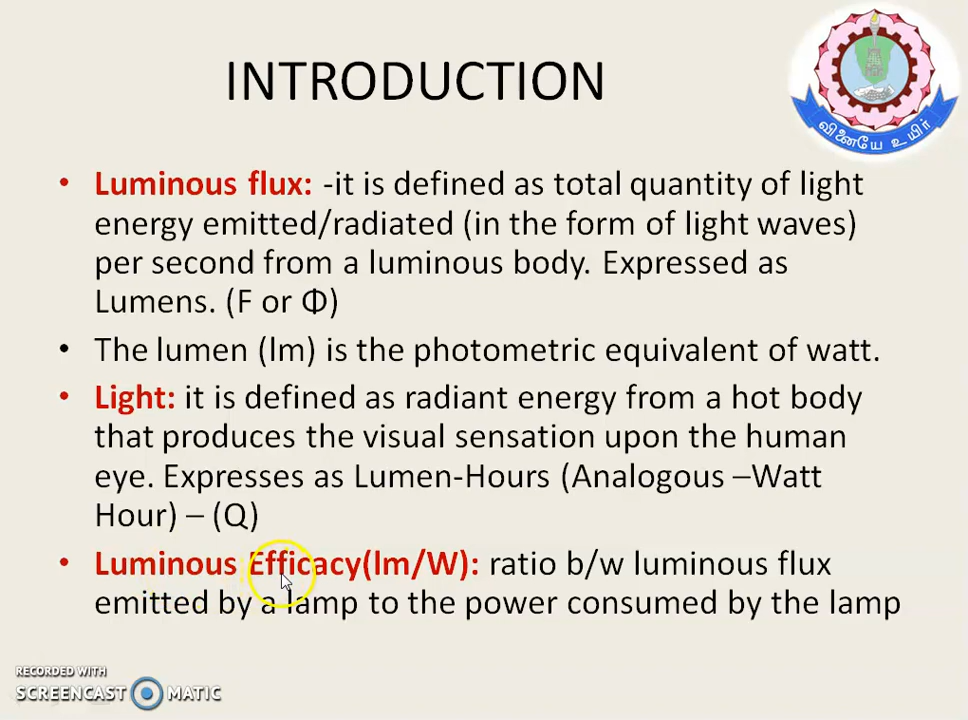 INTRODUCTION
வினையே உயிர்
• Luminous flux: -it is defined as total quantity of light
energy emitted/radiated (in the form of light waves)
per second from a luminous body. Expressed as
Lumens. (F or Φ)
• The lumen (lm) is the photometric equivalent of watt.
• Light: it is defined as radiant energy from a hot body
that produces the visual sensation upon the human
eye. Expresses as Lumen-Hours (Analogous –Watt
Hour) – (Q)
• Luminous Efficacy(lm/W): ratio b/w luminous flux
emitted by a lamp to the power consumed by the lamp
RECORDED WITH
SCREENCAST MATIC